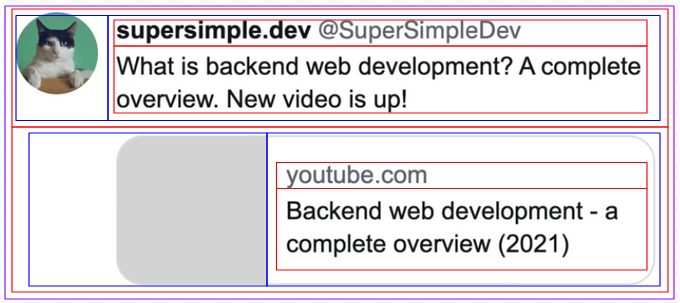 supersimple.dev @SuperSimpleDev
What is backend web development? A complete
overview. New video is up!
youtube.com
Backend web development - a
complete overview (2021)